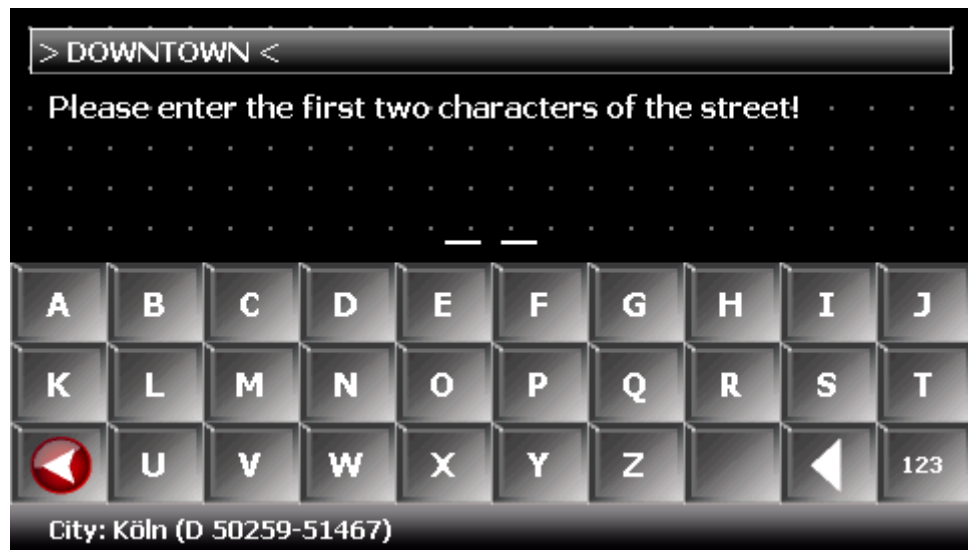 > DOWNTOWN <
Please enter the first two characters of the street!
_ _
A B C D E F G H I J
K L M N O P Q R S T
U V W X Y Z 123
City: Köln (D 50259-51467)